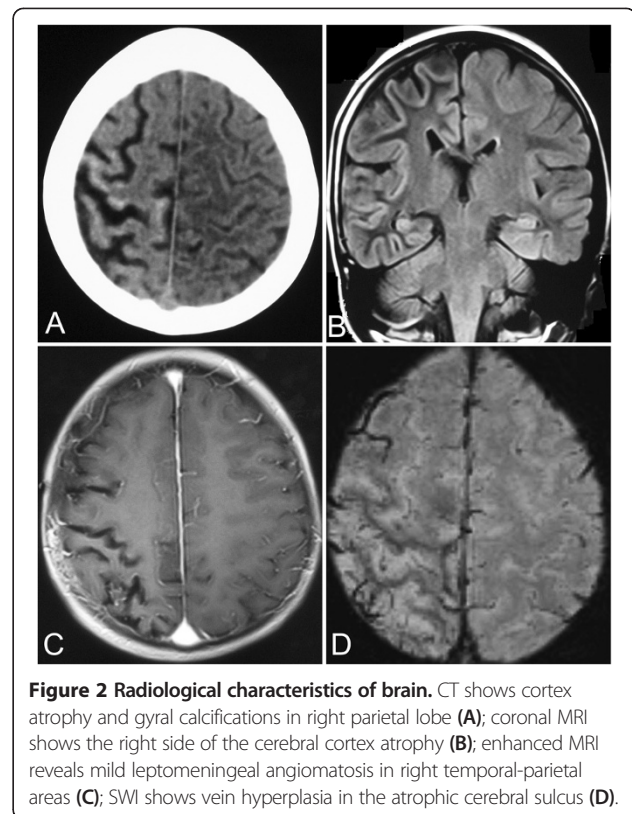 A
B
C
D
Figure 2 Radiological characteristics of brain. CT shows cortex
atrophy and gyral calcifications in right parietal lobe (A); coronal MRI
shows the right side of the cerebral cortex atrophy (B); enhanced MRI
reveals mild leptomeningeal angiomatosis in right temporal-parietal
areas (C); SWI shows vein hyperplasia in the atrophic cerebral sulcus (D).